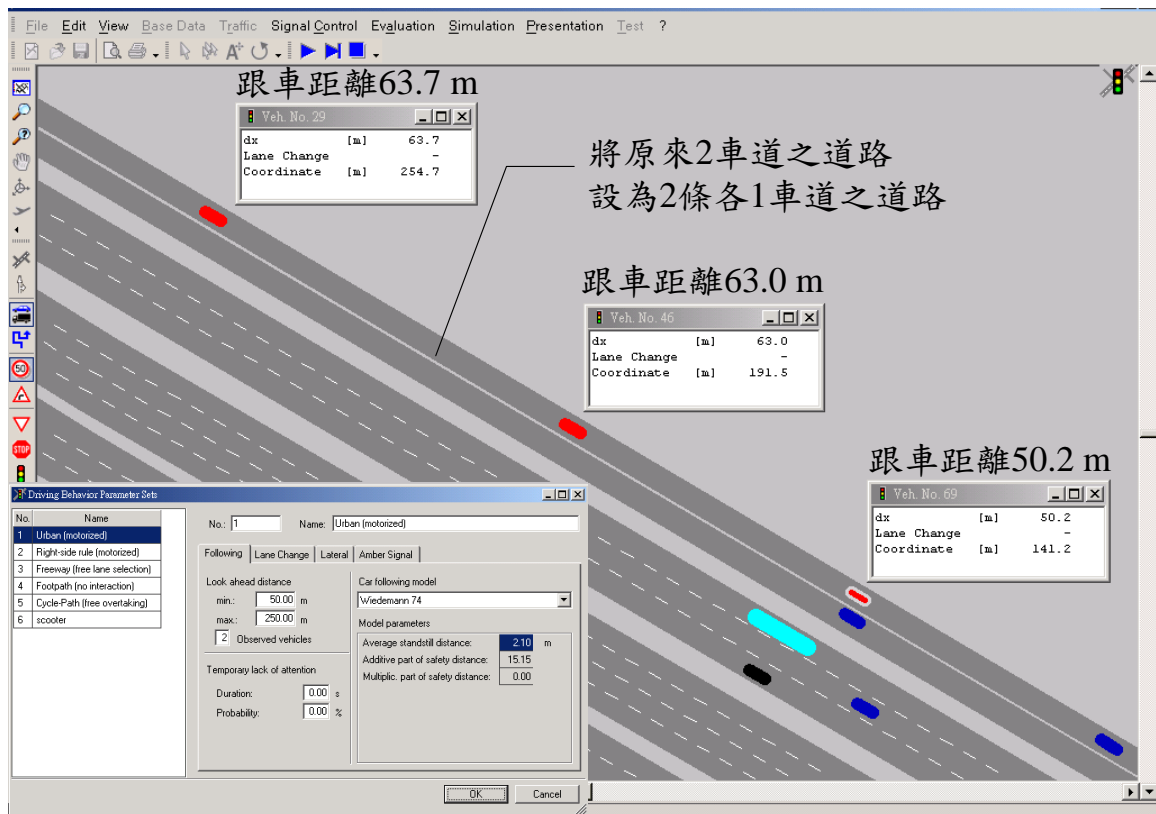 File Edit View Base Data Traffic Signal Control Evaluation Simulation Presentation Test ?
跟車距離63.7 m
Veh. No. 29
dx [m] 63.7
Lane Change -
Coordinate [m] 254.7
將原來2車道之道路
設為2條各1車道之道路
跟車距離63.0 m
Veh. No. 46
dx [m] 63.0
Lane Change -
Coordinate [m] 191.5
跟車距離50.2 m
Veh. No. 69
dx [m] 50.2
Lane Change -
Coordinate [m] 141.2
50
STOP
Driving Behavior Parameter Sets
No. Name
1 Urban (motorized)
2 Right-side rule (motorized)
3 Freeway (free lane selection)
4 Footpath (no interaction)
5 Cycle-Path (free overtaking)
6 scooter
No.: 1 Name: Urban (motorized)
Following Lane Change Lateral Amber Signal
Look ahead distance
min.: 50.00 m
max.: 250.00 m
2 Observed vehicles
Temporary lack of attention
Duration: 0.00 s
Probability: 0.00 %
Car following model
Wiedemann 74
Model parameters
Average standstill distance: 2.10 m
Additive part of safety distance: 15.15
Multiplic. part of safety distance: 0.00
OK Cancel